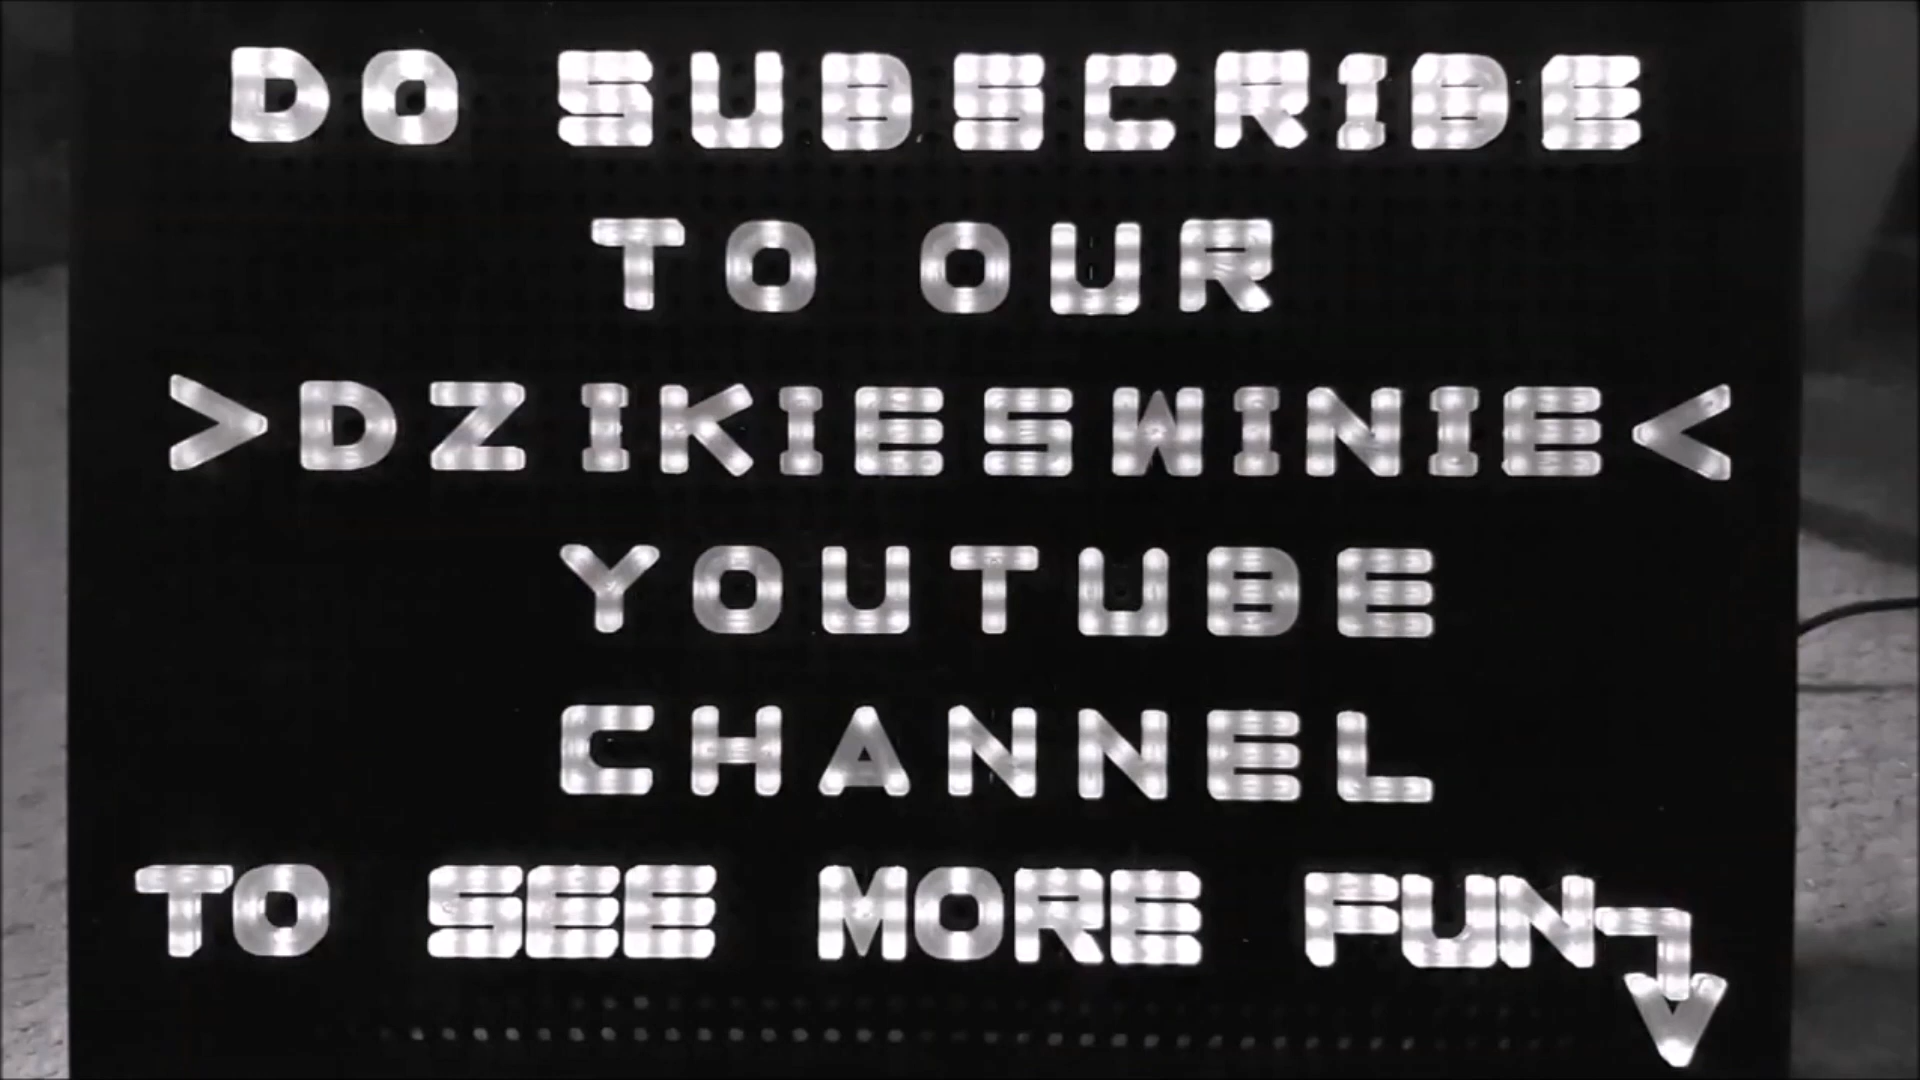 DO SUBSCRIBE
TO OUR
>DZIKIESWINIE<
YOUTUBE
CHANNEL
TO SEE MORE FUN